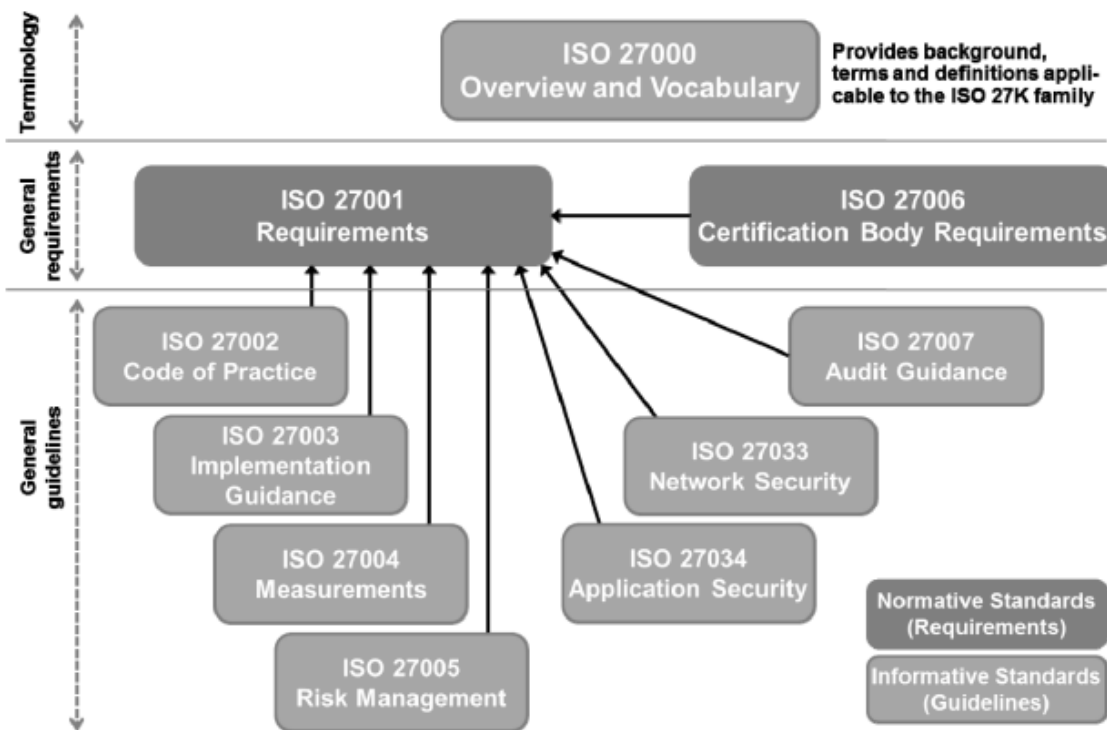 Terminology
ISO 27000
Overview and Vocabulary
Provides background,
terms and definitions appli-
cable to the ISO 27K family
General
requirements
ISO 27001
Requirements
ISO 27006
Certification Body Requirements
General
guidelines
ISO 27002
Code of Practice
ISO 27007
Audit Guidance
ISO 27003
Implementation
Guidance
ISO 27033
Network Security
ISO 27004
Measurements
ISO 27034
Application Security
ISO 27005
Risk Management
Normative Standards
(Requirements)
Informative Standards
(Guidelines)